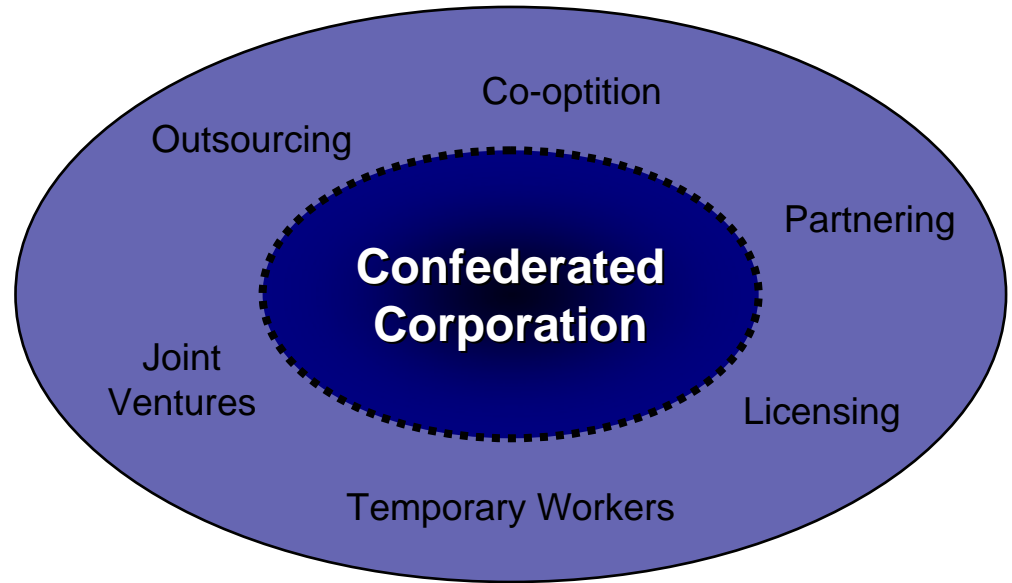 Co-optition
Outsourcing
Partnering
Confederated
Corporation
Joint
Ventures
Licensing
Temporary Workers